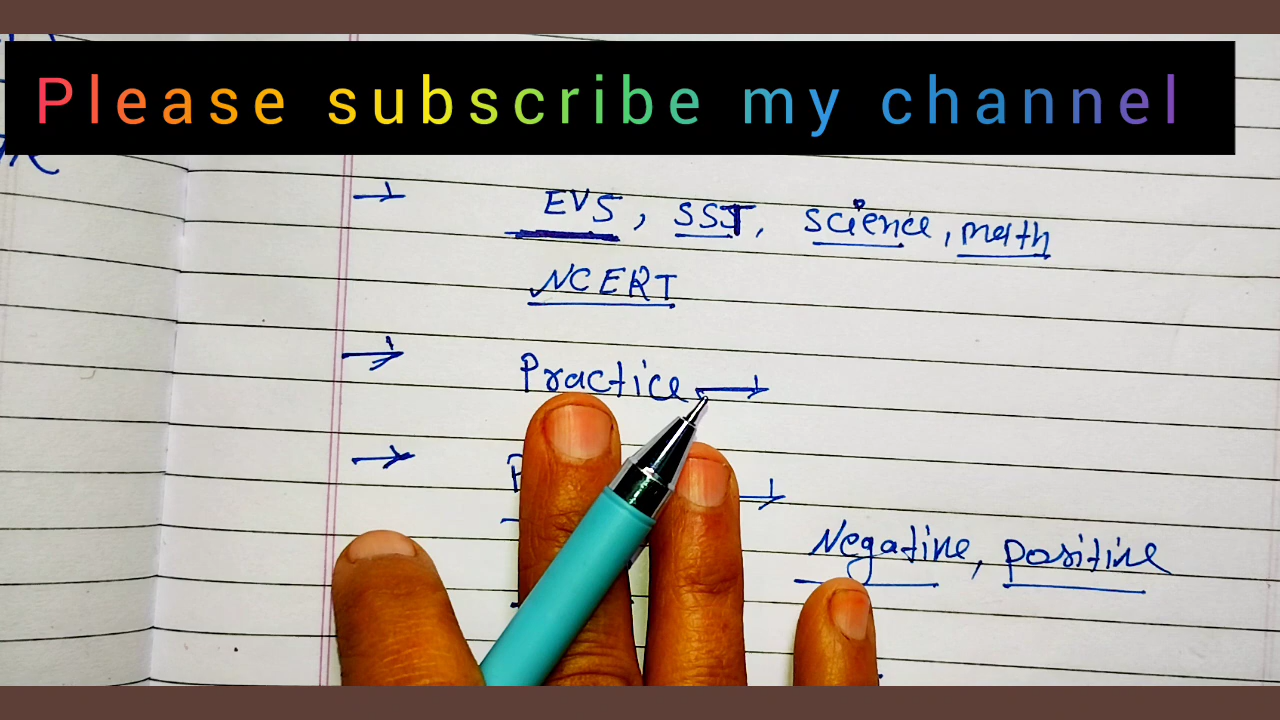 Please subscribe my channel
→ EVS, SST, Science, math
NCERT
→ Practice →
Negative, Positive